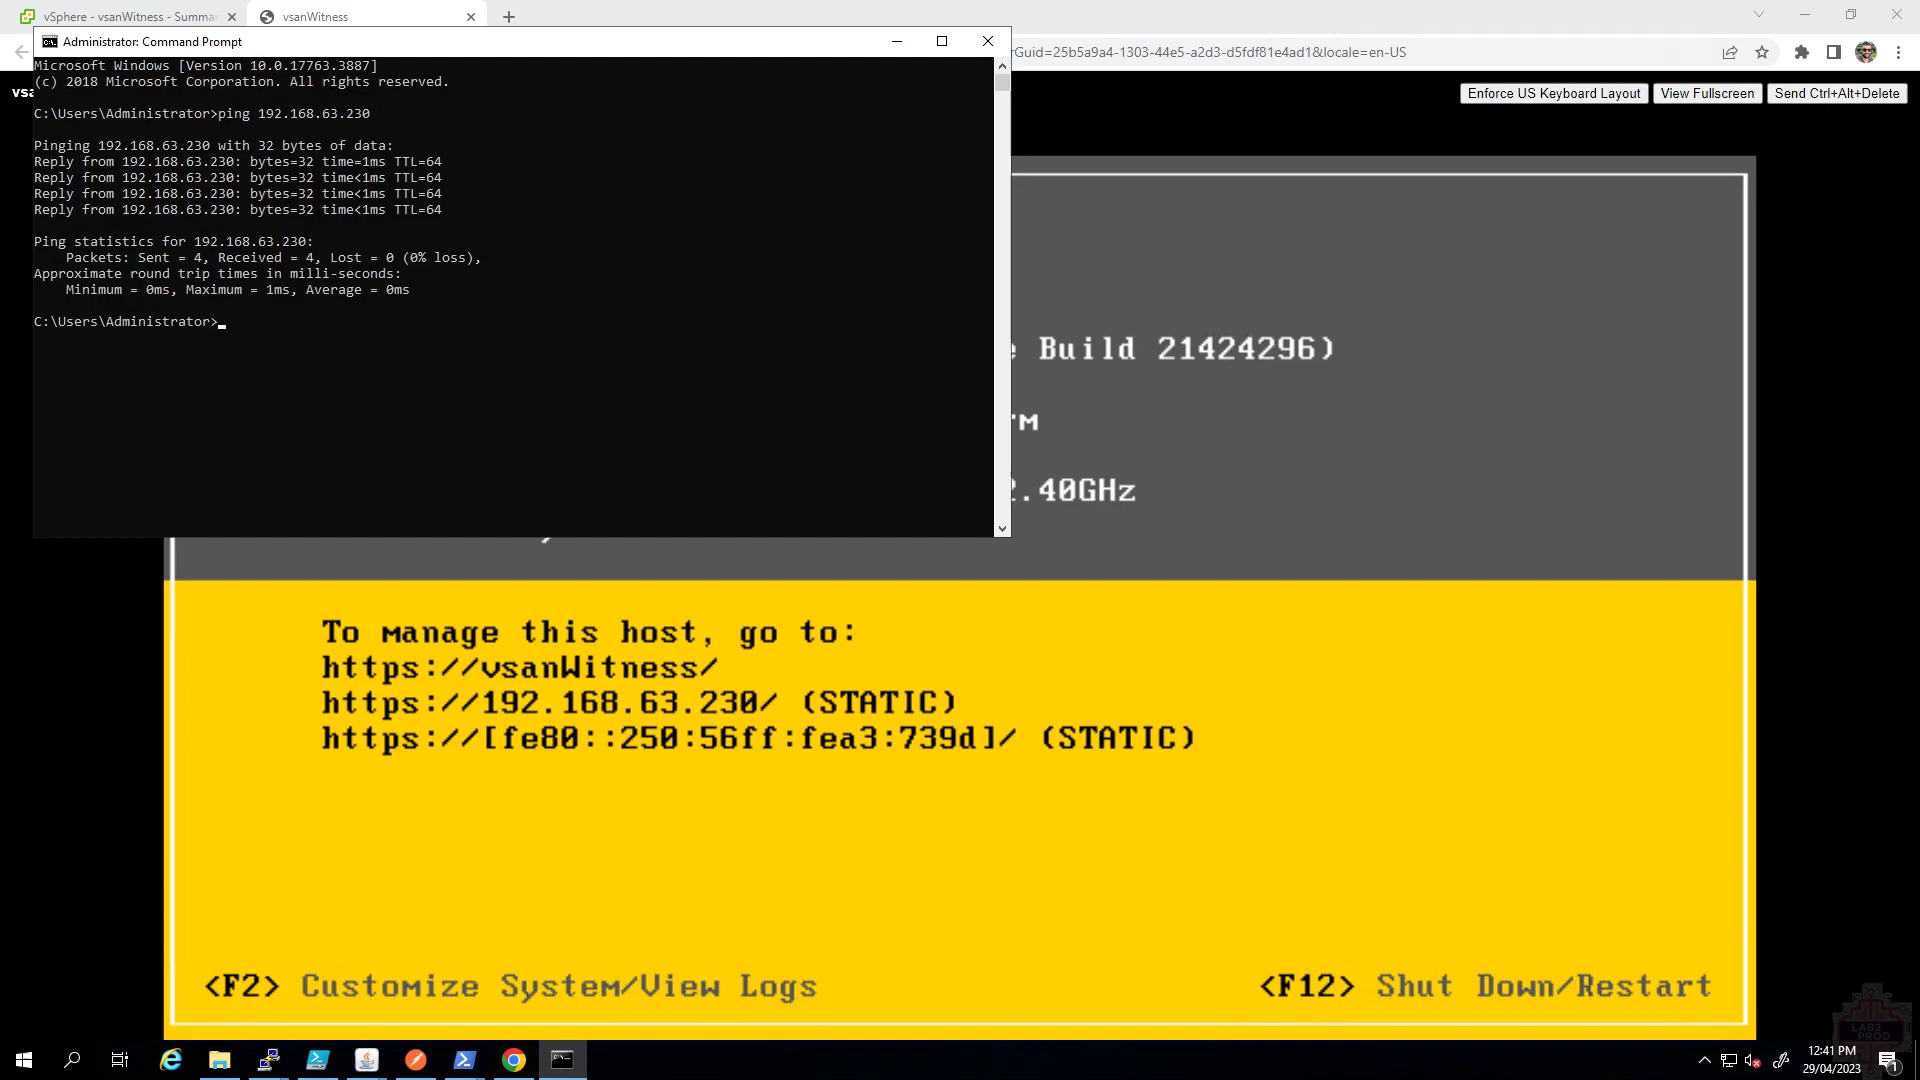 vSphere - vsanWitness - Summar
vsanWitness
Administrator: Command Prompt
rGuid=25b5a9a4-1303-44e5-a2d3-d5fdf81e4ad1&locale=en-US
Microsoft Windows [Version 10.0.17763.3887]
(c) 2018 Microsoft Corporation. All rights reserved.
Enforce US Keyboard Layout
View Fullscreen
Send Ctrl+Alt+Delete
C:\Users\Administrator>ping 192.168.63.230
Pinging 192.168.63.230 with 32 bytes of data:
Reply from 192.168.63.230: bytes=32 time=1ms TTL=64
Reply from 192.168.63.230: bytes=32 time<1ms TTL=64
Reply from 192.168.63.230: bytes=32 time<1ms TTL=64
Reply from 192.168.63.230: bytes=32 time<1ms TTL=64
Ping statistics for 192.168.63.230:
Packets: Sent = 4, Received = 4, Lost = 0 (0% loss),
Approximate round trip times in milli-seconds:
Minimum = 0ms, Maximum = 1ms, Average = 0ms
C:\Users\Administrator>
Build 21424296)
.40GHz
To manage this host, go to:
https://vsanWitness/
https://192.168.63.230/ (STATIC)
https://[fe80::250:56ff:fea3:739d]/ (STATIC)
<F2> Customize System/View Logs
<F12> Shut Down/Restart
LAB2
PROD
12:41 PM
29/04/2023
1